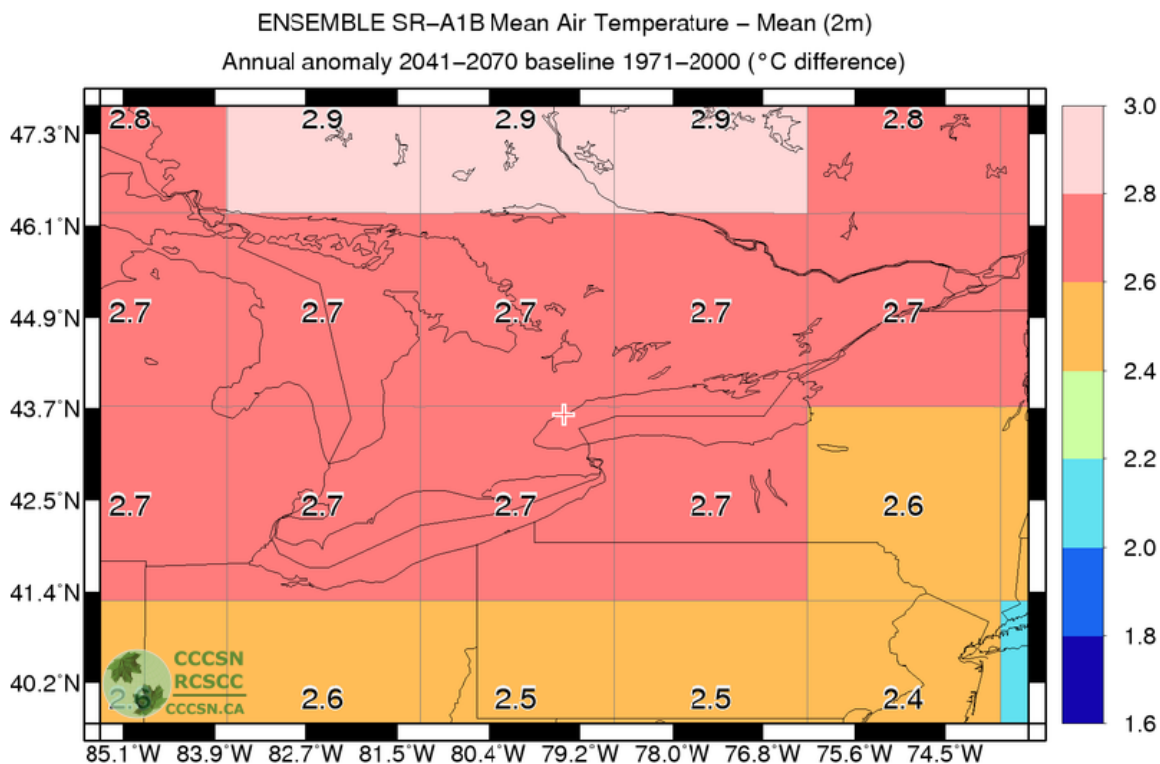 ENSEMBLE SR–A1B Mean Air Temperature – Mean (2m)
Annual anomaly 2041–2070 baseline 1971–2000 (°C difference)
47.3°N
46.1°N
44.9°N
43.7°N
42.5°N
41.4°N
40.2°N
2.8 2.9 2.9 2.9 2.8
2.7 2.7 2.7 2.7 2.7
2.7 2.7 2.7 2.7 2.6
2.6 2.5 2.5 2.4
CCCSN
RCSCC
CCCSN.CA
85.1°W 83.9°W 82.7°W 81.5°W 80.4°W 79.2°W 78.0°W 76.8°W 75.6°W 74.5°W
3.0
2.8
2.6
2.4
2.2
2.0
1.8
1.6